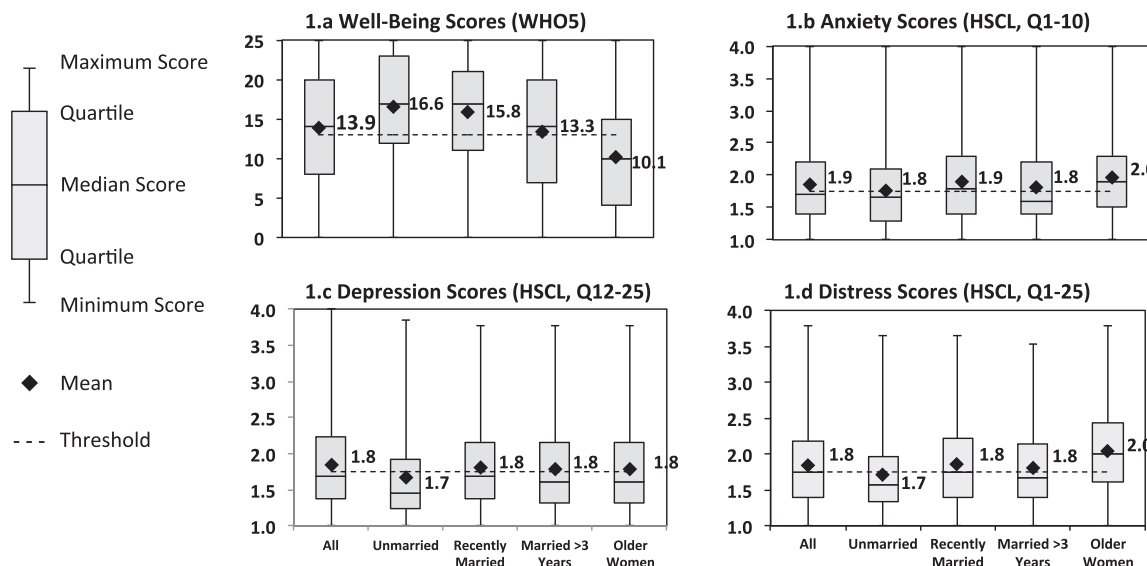 Maximum Score
Quartile
Median Score
Quartile
Minimum Score
Mean
Threshold
1.a Well-Being Scores (WHO5)
25
20
15
10
5
0
13.9
16.6
15.8
13.3
10.1
1.b Anxiety Scores (HSCL, Q1-10)
4.0
3.5
3.0
2.5
2.0
1.5
1.0
1.9
1.8
1.9
1.8
2.0
1.c Depression Scores (HSCL, Q12-25)
4.0
3.5
3.0
2.5
2.0
1.5
1.0
1.8
1.7
1.8
1.8
1.8
All
Unmarried
Recently
Married
Married >3
Years
Older
Women
1.d Distress Scores (HSCL, Q1-25)
4.0
3.5
3.0
2.5
2.0
1.5
1.0
1.8
1.7
1.8
1.8
2.0
All
Unmarried
Recently
Married
Married >3
Years
Older
Women